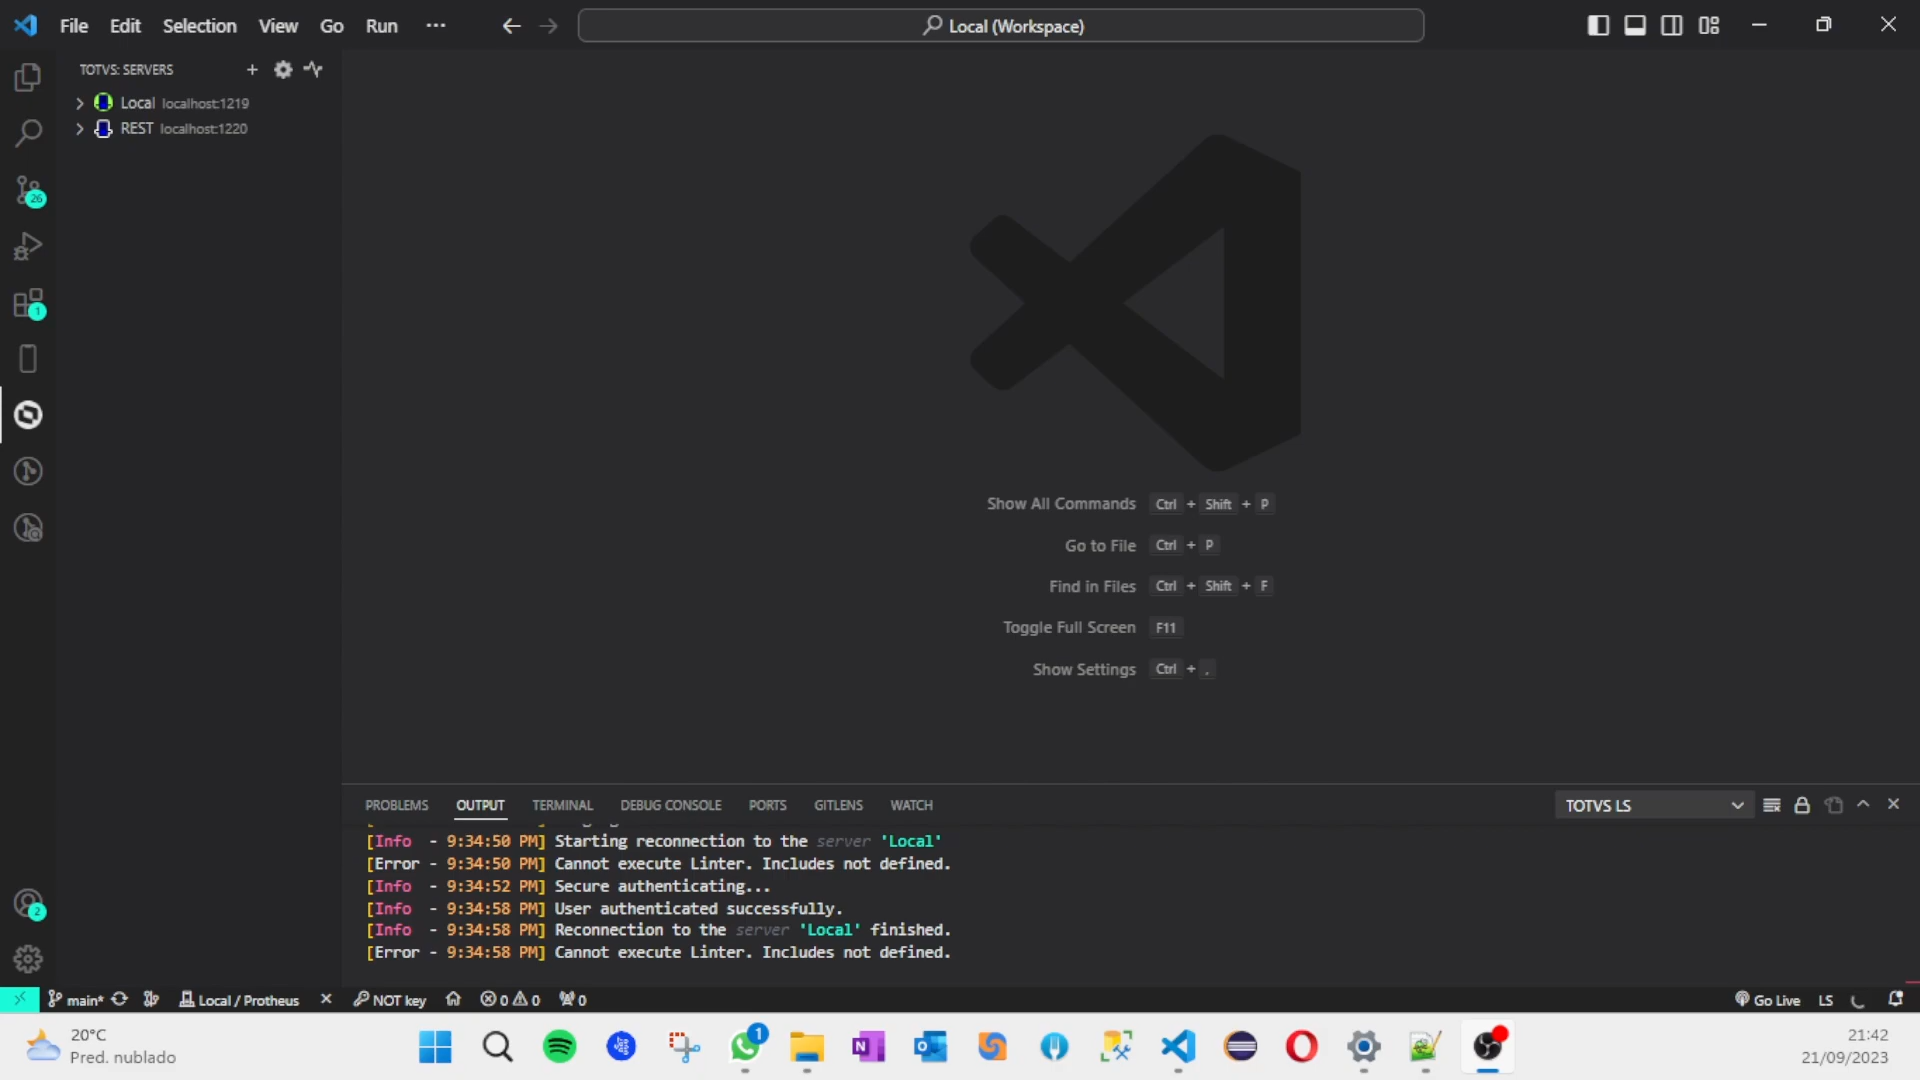 File Edit Selection View Go Run ···
Local (Workspace)
TOTVS: SERVERS
Local localhost:1219
REST localhost:1220
26
1
2
Show All Commands Ctrl + Shift + P
Go to File Ctrl + P
Find in Files Ctrl + Shift + F
Toggle Full Screen F11
Show Settings Ctrl + ,
PROBLEMS OUTPUT TERMINAL DEBUG CONSOLE PORTS GITLENS WATCH
TOTVS LS
[Info - 9:34:50 PM] Starting reconnection to the server 'Local'
[Error - 9:34:50 PM] Cannot execute Linter. Includes not defined.
[Info - 9:34:52 PM] Secure authenticating...
[Info - 9:34:58 PM] User authenticated successfully.
[Info - 9:34:58 PM] Reconnection to the server 'Local' finished.
[Error - 9:34:58 PM] Cannot execute Linter. Includes not defined.
main* Local / Protheus NOT key 0 0 0 Go Live LS
20°C
Pred. nublado
1
N
21:42
21/09/2023